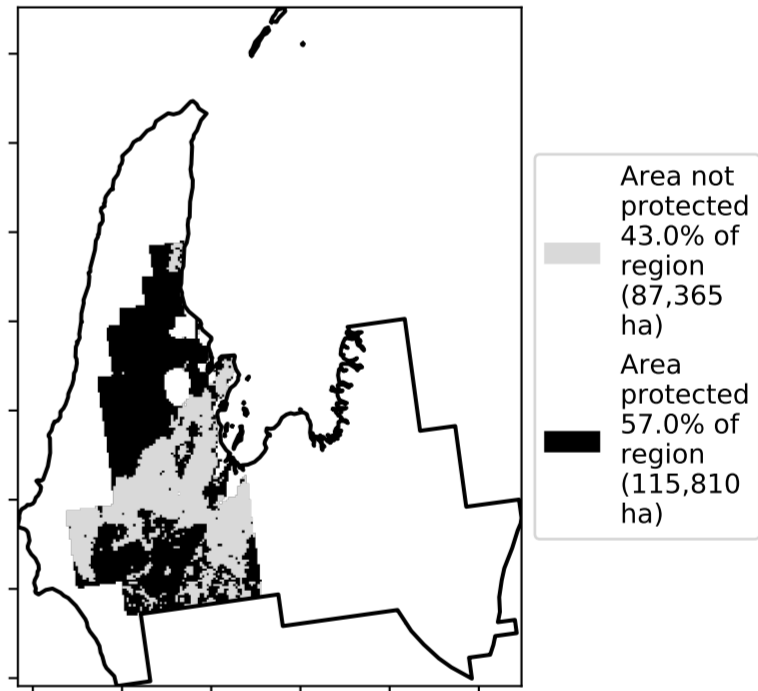 Area not
protected
43.0% of
region
(87,365
ha)
Area
protected
57.0% of
region
(115,810
ha)